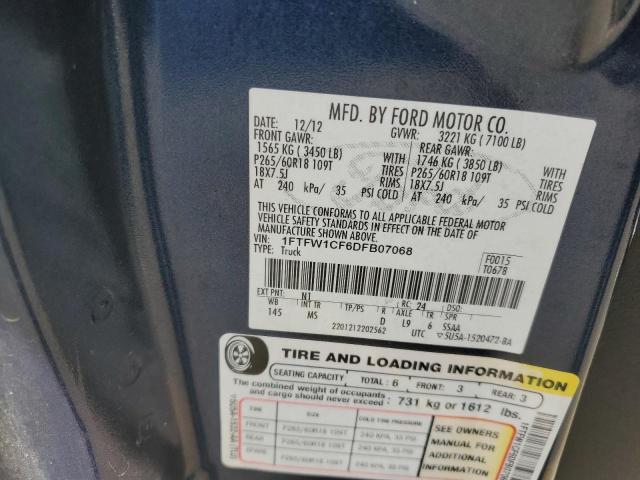 MFD. BY FORD MOTOR CO.
DATE: 12/12 GVWR: 3221 KG ( 7100 LB)
FRONT GAWR: REAR GAWR:
1565 KG ( 3450 LB) WITH 1746 KG ( 3850 LB) WITH
P265/60R18 109T TIRES P265/60R18 109T TIRES
18X7.5J RIMS 18X7.5J RIMS
AT 240 kPa/ 35 PSI COLD AT 240 kPa/ 35 PSI COLD
THIS VEHICLE CONFORMS TO ALL APPLICABLE FEDERAL MOTOR
VEHICLE SAFETY STANDARDS IN EFFECT ON THE DATE OF
MANUFACTURE SHOWN ABOVE.
VIN: 1FTFW1CF6DFB07068
TYPE: Truck
F0015
T0678
EXT PNT: N1 RC: 24 DSO:
WB INT TR TP/PS R AXLE TR SPR
145 MS D L9 6 SSAA
2201212202562 UTC 5U5A-1520472-BA
TIRE AND LOADING INFORMATION
SEATING CAPACITY TOTAL: 6 FRONT: 3 REAR: 3
The combined weight of occupants
and cargo should never exceed: 731 kg or 1612 lbs.
TIRE SIZE COLD TIRE PRESSURE
FRONT P265/60R18 109T 240 KPA, 35 PSI
REAR P265/60R18 109T 240 KPA, 35 PSI
SPARE P265/60R18 109T 240 KPA, 35 PSI
SEE OWNERS
MANUAL FOR
ADDITIONAL
INFORMATION